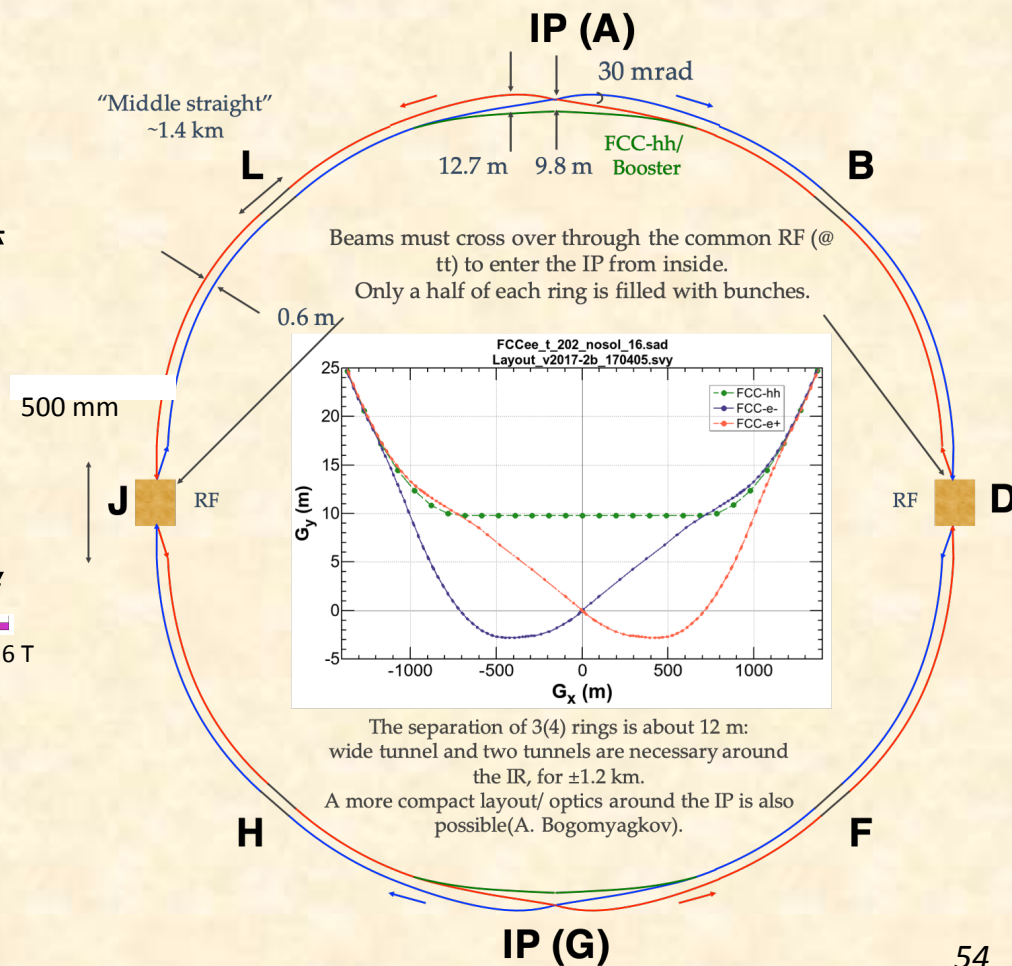 IP (A)
30 mrad
“Middle straight”
~1.4 km
12.7 m
9.8 m
FCC-hh/
Booster
L
B
Beams must cross over through the common RF (@
tt) to enter the IP from inside.
Only a half of each ring is filled with bunches.
0.6 m
500 mm
J
RF
RF
D
6 T
FCCee_t_202_nosol_16.sad
Layout_v2017-2b_170405.svy
FCC-hh
FCC-e-
FCC-e+
25
20
15
10
5
0
-5
Gy (m)
-1000
-500
0
500
1000
Gx (m)
The separation of 3(4) rings is about 12 m:
wide tunnel and two tunnels are necessary around
the IR, for ±1.2 km.
A more compact layout/ optics around the IP is also
possible(A. Bogomyagkov).
H
F
IP (G)
54